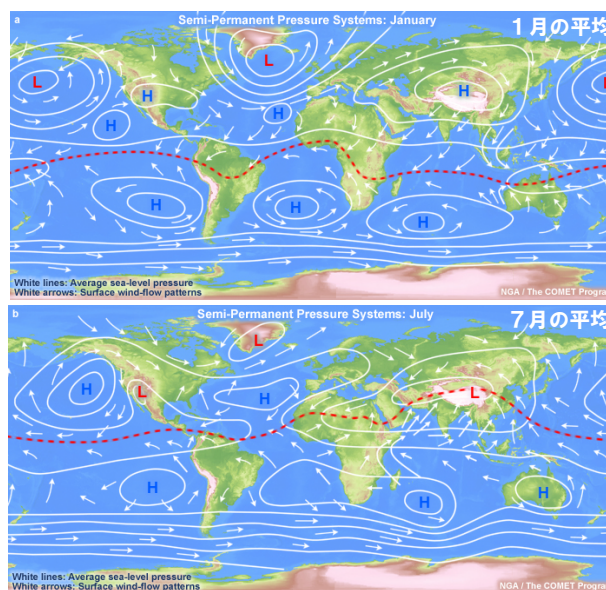 a
Semi-Permanent Pressure Systems: January
1月の平均
L
L
H
H
H
H
H
H
H
White lines: Average sea-level pressure
White arrows: Surface wind-flow patterns
NGA / The COMET Progra
b
Semi-Permanent Pressure Systems: July
7月の平均
L
H
L
H
L
H
H
H
White lines: Average sea-level pressure
White arrows: Surface wind-flow patterns
NGA / The COMET Progra